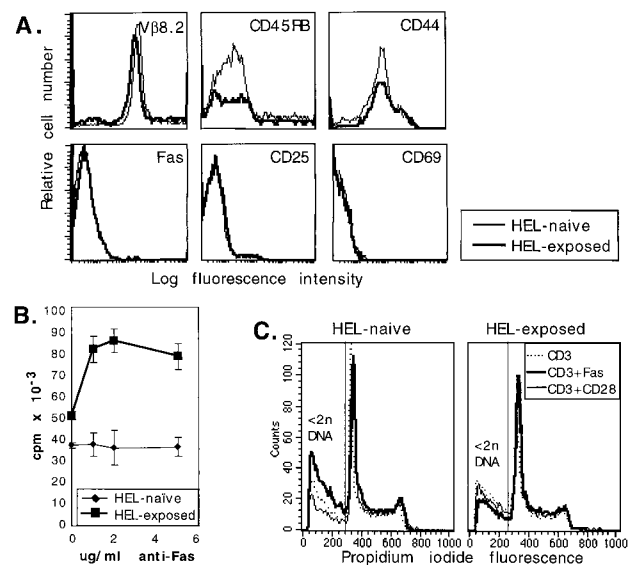 A.
Vβ8.2
CD45RB
CD44
Fas
CD25
CD69
Relative cell number
Log fluorescence intensity
HEL-naive
HEL-exposed
B.
100
90
80
70
60
50
40
30
20
10
0
cpm x 10-3
0 2 4 6
ug/ml anti-Fas
HEL-naïve
HEL-exposed
C.
HEL-naive
HEL-exposed
120
100
80
60
40
20
0
Counts
<2n
DNA
<2n
DNA
CD3
CD3+Fas
CD3+CD28
0 200 400 600 800 1000
0 200 400 600 800 1000
Propidium iodide fluorescence